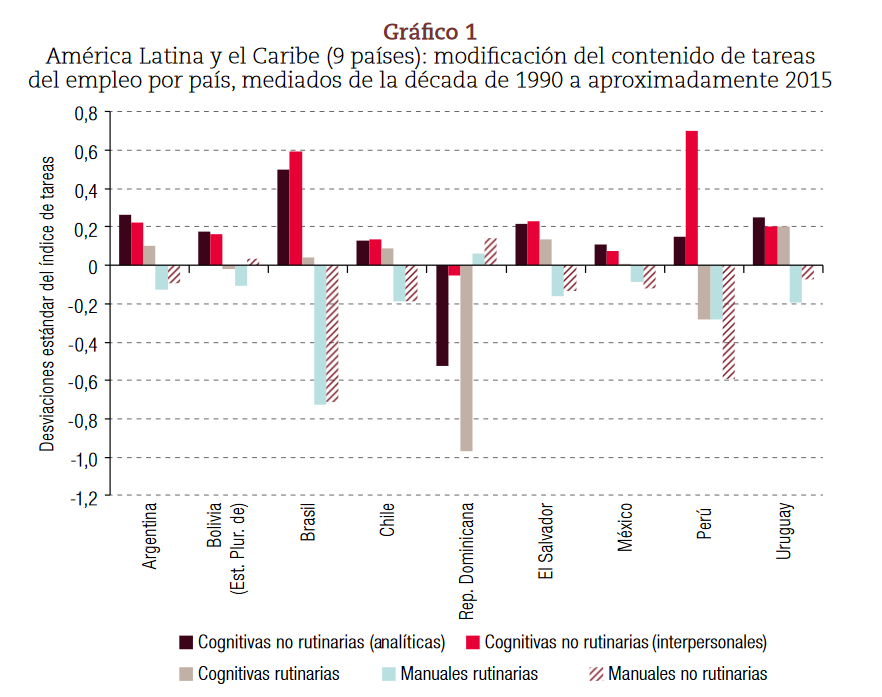 Gráfico 1
América Latina y el Caribe (9 países): modificación del contenido de tareas
del empleo por país, mediados de la década de 1990 a aproximadamente 2015
Desviaciones estándar del índice de tareas
0,8
0,6
0,4
0,2
0
-0,2
-0,4
-0,6
-0,8
-1,0
-1,2
Argentina
Bolivia
(Est. Plur. de)
Brasil
Chile
Rep. Dominicana
El Salvador
México
Perú
Uruguay
Cognitivas no rutinarias (analíticas)
Cognitivas no rutinarias (interpersonales)
Cognitivas rutinarias
Manuales rutinarias
Manuales no rutinarias